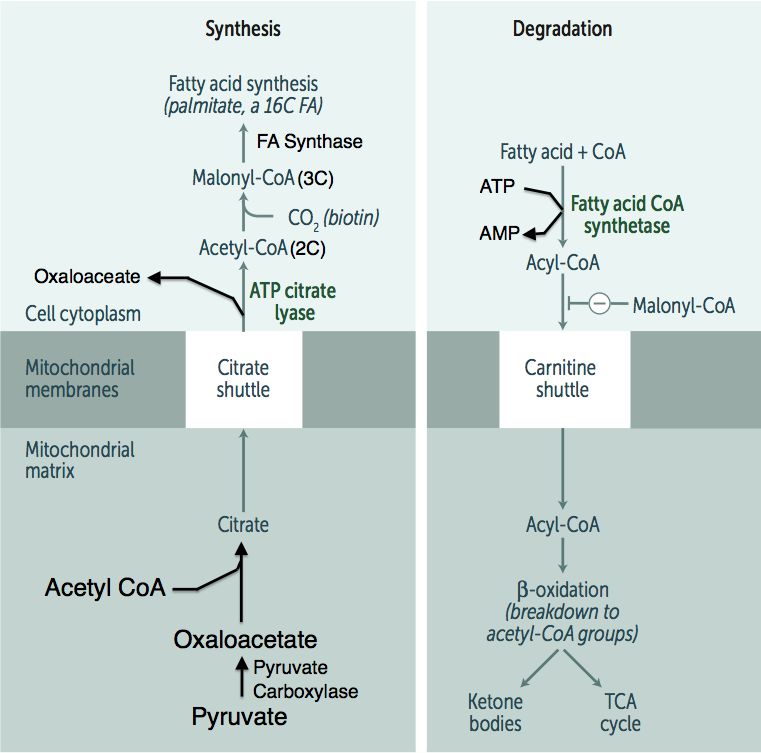 Synthesis
Fatty acid synthesis
(palmitate, a 16C FA)
FA Synthase
Malonyl-CoA (3C)
CO2 (biotin)
Acetyl-CoA (2C)
Oxaloaceate
ATP citrate
lyase
Cell cytoplasm
Mitochondrial
membranes
Citrate
shuttle
Mitochondrial
matrix
Citrate
Acetyl CoA
Oxaloacetate
Pyruvate
Carboxylase
Pyruvate
Degradation
Fatty acid + CoA
ATP
Fatty acid CoA
synthetase
AMP
Acyl-CoA
−
Malonyl-CoA
Carnitine
shuttle
Acyl-CoA
β-oxidation
(breakdown to
acetyl-CoA groups)
Ketone
bodies
TCA
cycle